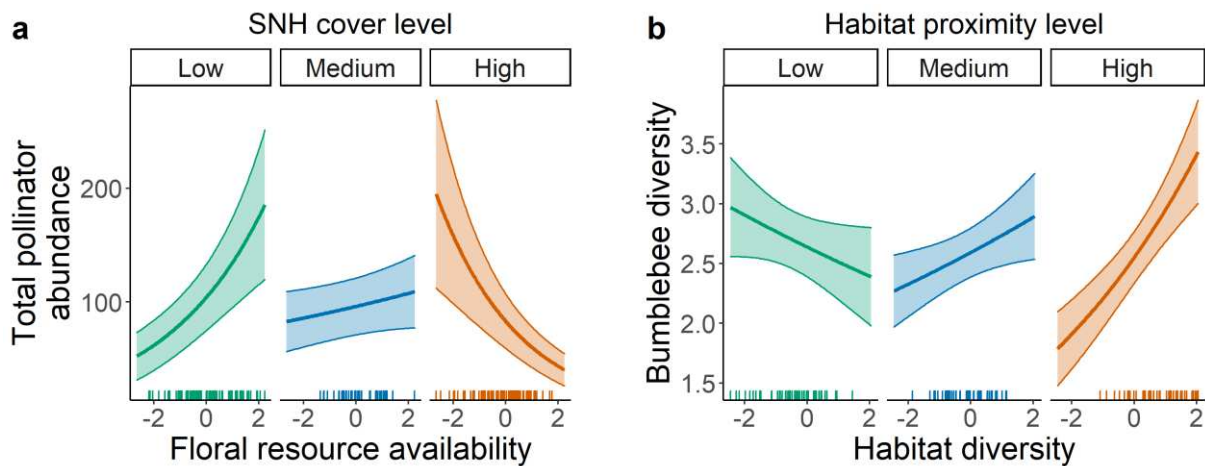 a
SNH cover level
Low Medium High
Total pollinator
abundance
200
100
-2 0 2 -2 0 2 -2 0 2
Floral resource availability
b
Habitat proximity level
Low Medium High
Bumblebee diversity
3.5
3.0
2.5
2.0
1.5
-2 0 2 -2 0 2 -2 0 2
Habitat diversity